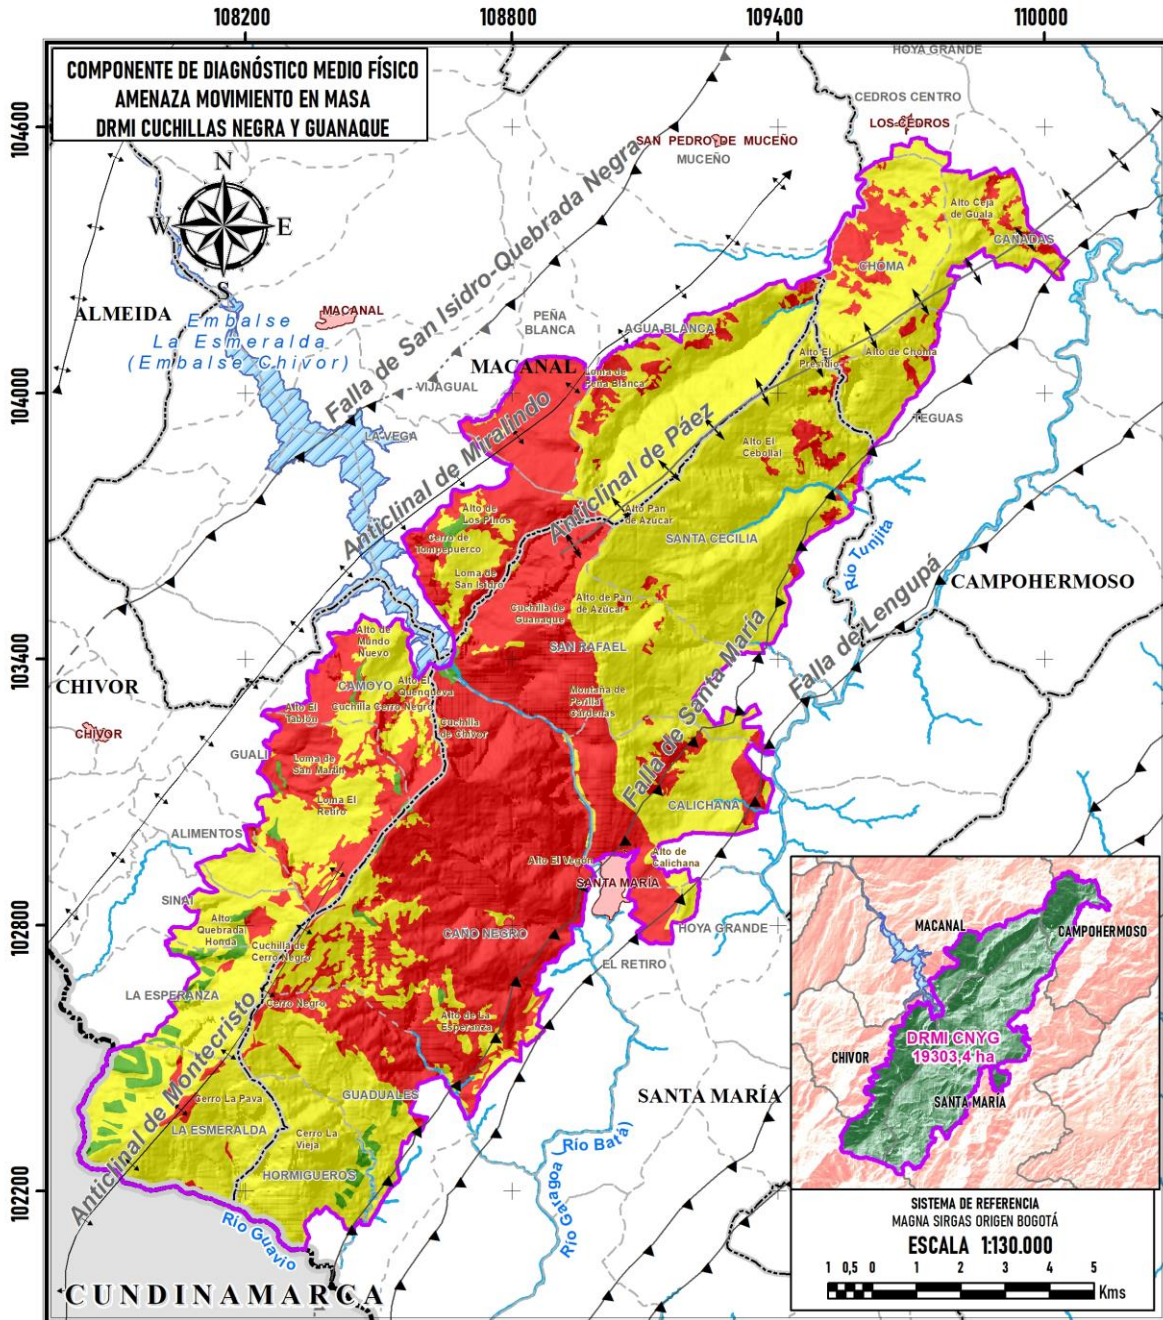 108200
108800
109400
110000
104600
104000
103400
102800
102200
COMPONENTE DE DIAGNÓSTICO MEDIO FÍSICO
AMENAZA MOVIMIENTO EN MASA
DRMI CUCHILLAS NEGRA Y GUANAQUE
N
W
E
S
HOYA GRANDE
CEDROS CENTRO
LOS CEDROS
SAN PEDRO DE MUCEÑO
MUCEÑO
Falla de San Isidro-Quebrada Negra
Alto Ceja
de Guala
CAÑADAS
CHOMA
ALMEIDA
MACANAL
Embalse
La Esmeralda
(Embalse Chivor)
PEÑA
BLANCA
AGUA BLANCA
MACANAL
VIJAGUAL
Loma de
Peña Blanca
Alto El
Presidio
Alto de Choma
TEGUAS
LA VEGA
Anticlinal de Miralindo
Anticlinal de Páez
Alto El
Cebollal
Alto de
Los Pinos
Alto Pan
de Azúcar
Cerro de
Tompepuerco
SANTA CECILIA
Río Tunjita
Loma de
San Isidro
Alto de Pan
de Azúcar
Cuchilla de
Guanaque
CAMPOHERMOSO
Alto de
Mundo
Nuevo
SAN RAFAEL
Falla de Lengupá
CHIVOR
CHIVOR
CAMOYO
Alto El
Quenqueva
Cuchilla Cerro Negro
Montaña de
Perilla
Cárdenas
Alto El
Tablón
Cuchilla
de Chivor
GUALI
Loma de
San Martín
Falla de Santa María
Loma El
Retiro
CALICHANA
ALIMENTOS
Alto El Vegón
Alto de
Calichana
SANTA MARÍA
SINAI
Alto
Quebrada
Honda
Cuchilla de
Cerro Negro
CAÑO NEGRO
HOYA GRANDE
EL RETIRO
LA ESPERANZA
Cerro Negro
Alto de La
Esperanza
Anticlinal de Montecristo
Cerro La Pava
GUADUALES
LA ESMERALDA
Cerro La
Vieja
HORMIGUEROS
SANTA MARÍA
Río Garagoa (Río Batá)
Río Guavio
CUNDINAMARCA
MACANAL
CAMPOHERMOSO
DRMI CNYG
19303,4 ha
CHIVOR
SANTA MARÍA
SISTEMA DE REFERENCIA
MAGNA SIRGAS ORIGEN BOGOTÁ
ESCALA 1:130.000
1 0,5 0 1 2 3 4 5
Kms